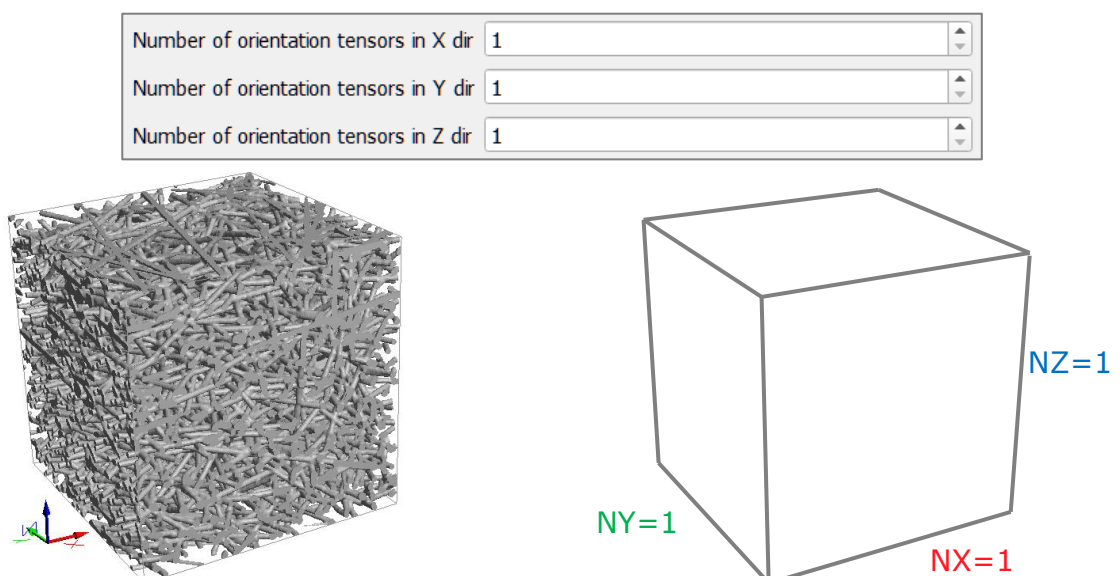 Number of orientation tensors in X dir 1
Number of orientation tensors in Y dir 1
Number of orientation tensors in Z dir 1
NZ=1
NY=1
NX=1
X